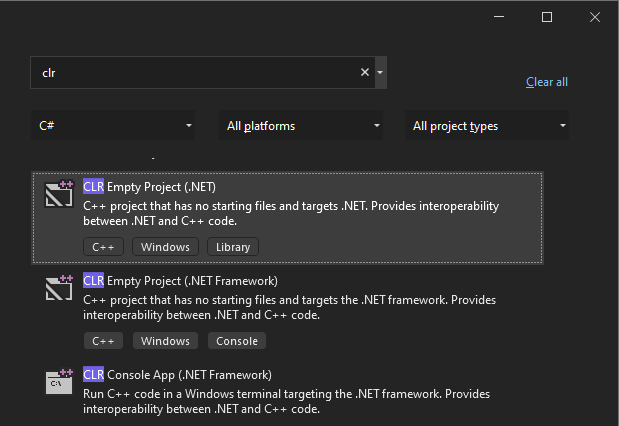 clr
Clear all
C#
All platforms
All project types
CLR Empty Project (.NET)
C++ project that has no starting files and targets .NET. Provides interoperability
between .NET and C++ code.
C++
Windows
Library
CLR Empty Project (.NET Framework)
C++ project that has no starting files and targets the .NET framework. Provides
interoperability between .NET and C++ code.
C++
Windows
Console
C:\
CLR Console App (.NET Framework)
Run C++ code in a Windows terminal targeting the .NET framework. Provides
interoperability between .NET and C++ code.